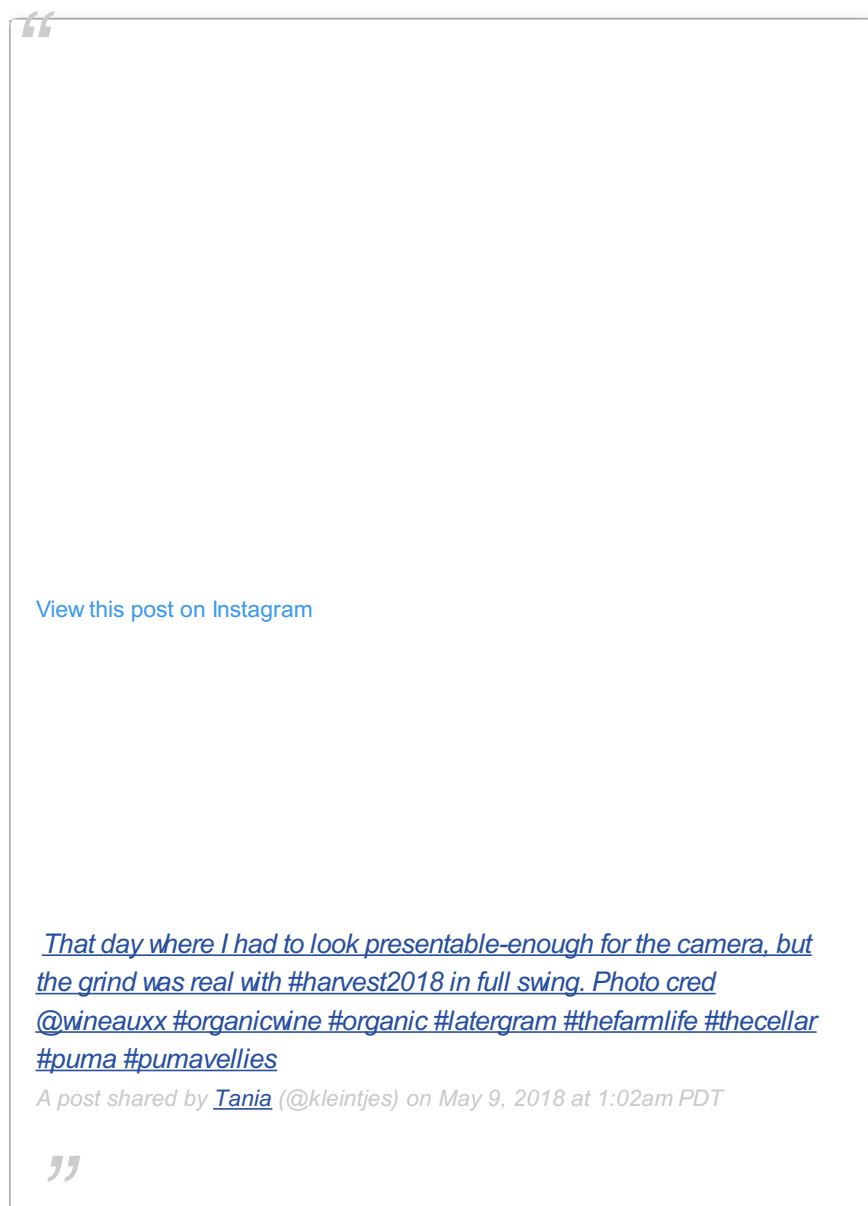 “
View this post on Instagram
That day where I had to look presentable-enough for the camera, but
the grind was real with #harvest2018 in full swing. Photo cred
@wineauxx #organicwine #organic #latergram #thefarmlife #thecellar
#puma #pumavellies
A post shared by Tania (@kleintjes) on May 9, 2018 at 1:02am PDT
”